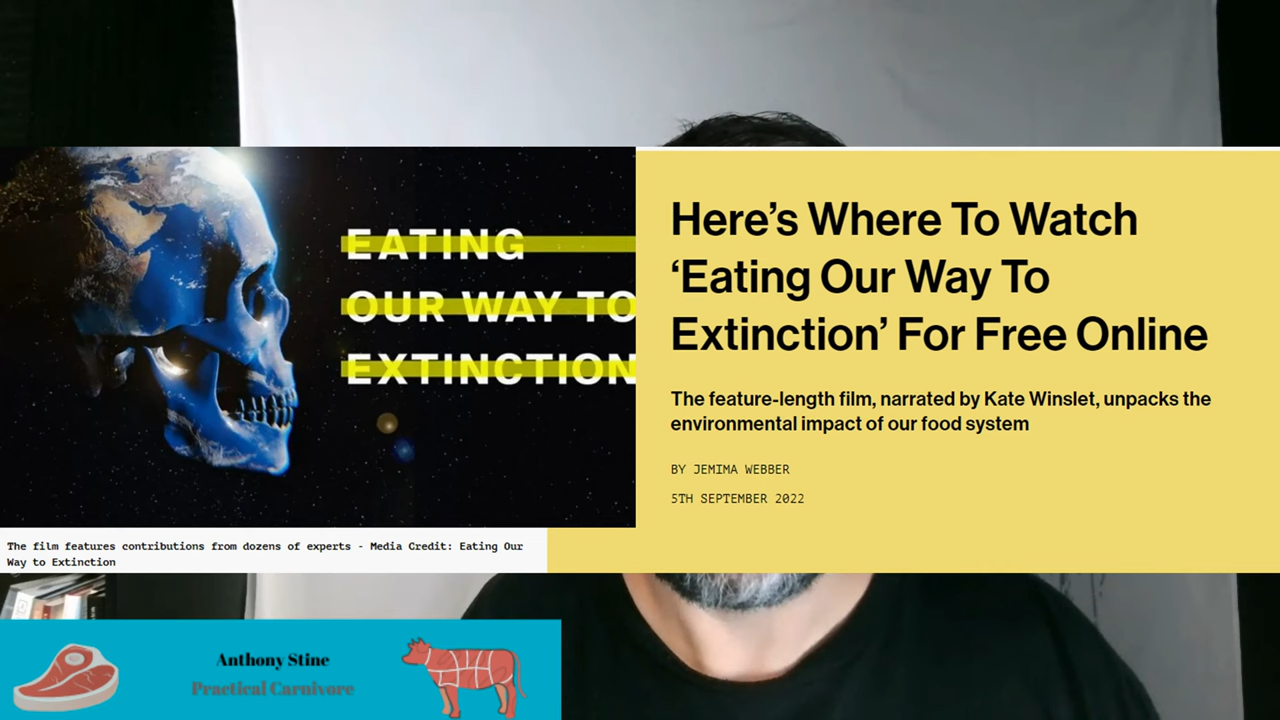 EATING
OUR WAY TO
EXTINCTION
Here’s Where To Watch
‘Eating Our Way To
Extinction’ For Free Online
The feature-length film, narrated by Kate Winslet, unpacks the
environmental impact of our food system
BY JEMIMA WEBBER
5TH SEPTEMBER 2022
The film features contributions from dozens of experts - Media Credit: Eating Our
Way to Extinction
Anthony Stine
Practical Carnivore